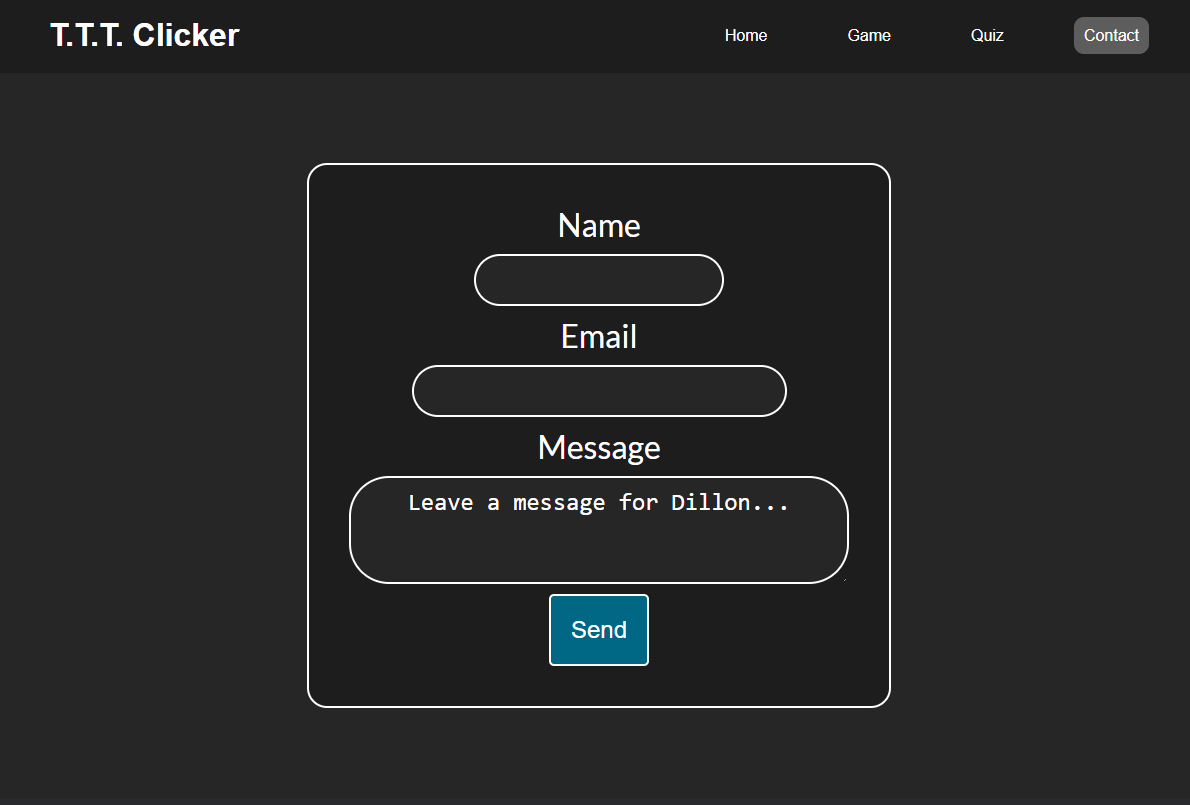 T.T.T. Clicker
Home Game Quiz Contact
Name
Email
Message
Leave a message for Dillon...
Send